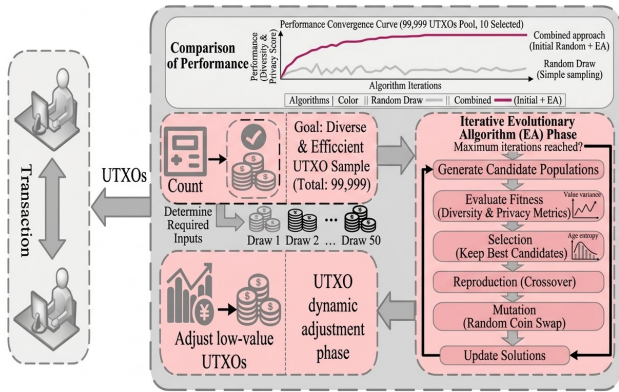 Comparison
of Performance
Performance Convergence Curve (99,999 UTXOs Pool, 10 Selected)
Performance
(Diversity &
Privacy Score)
Algorithm Iterations
Combined approach
(Initial Random + EA)
Random Draw
(Simple sampling)
Algorithms | Color || Random Draw || Combined (Initial + EA)
Transaction
UTXOs
Count
Goal: Diverse
& Efficcient
UTXO Sample
(Total: 99,999)
Determine
Required
Inputs
Draw 1 Draw 2 ... Draw 50
Adjust low-value
UTXOs
UTXO
dynamic
adjustment
phase
Iterative Evolutionary
Algorithm (EA) Phase
Maximum iterations reached?
Generate Candidate Populations
Evaluate Fitness
(Diversity & Privacy Metrics)
Value variance
Selection
(Keep Best Candidates)
Age entropy
Reproduction (Crossover)
Mutation
(Random Coin Swap)
Update Solutions